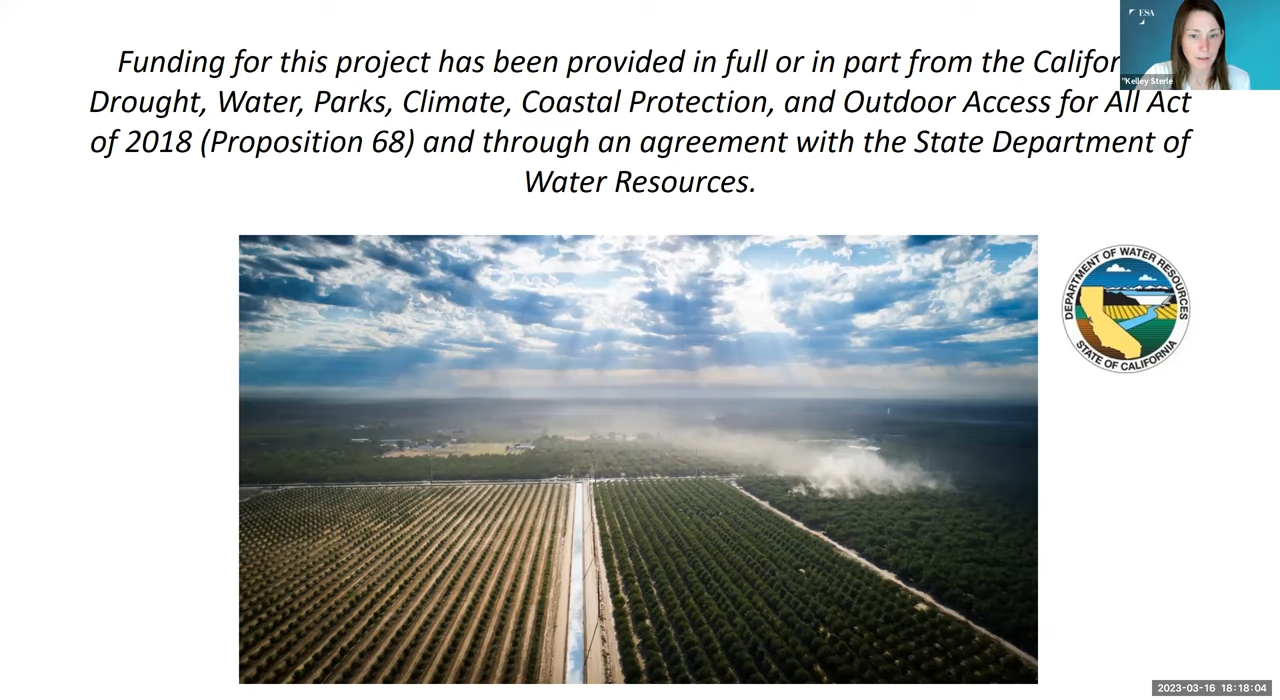 Funding for this project has been provided in full or in part from the
Drought, Water, Parks, Climate, Coastal Protection, and Outdoor Access for All Act
of 2018 (Proposition 68) and through an agreement with the State Department of
Water Resources.
ESA
"Kelley
DEPARTMENT OF WATER RESOURCES
STATE OF CALIFORNIA
2023-03-16 18:18:04